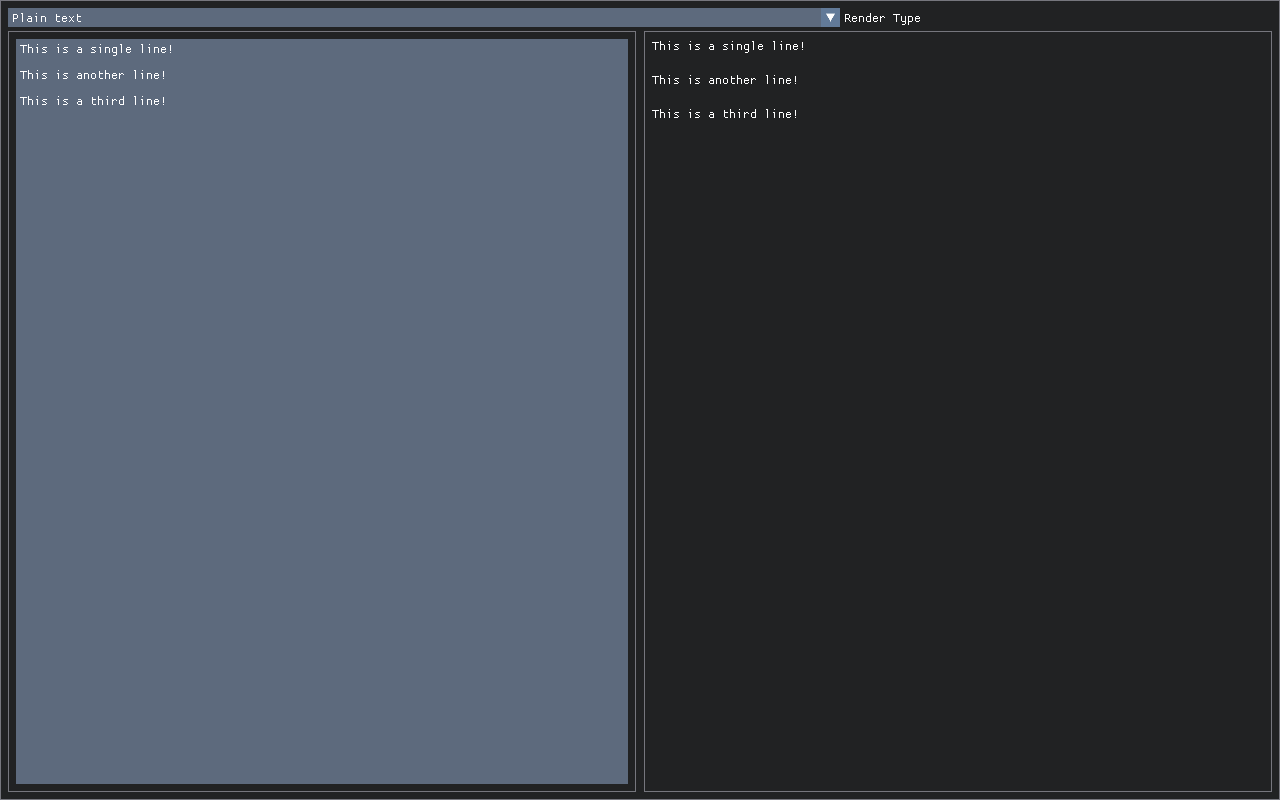 Plain text
Render Type
This is a single line!
This is another line!
This is a third line!
This is a single line!
This is another line!
This is a third line!